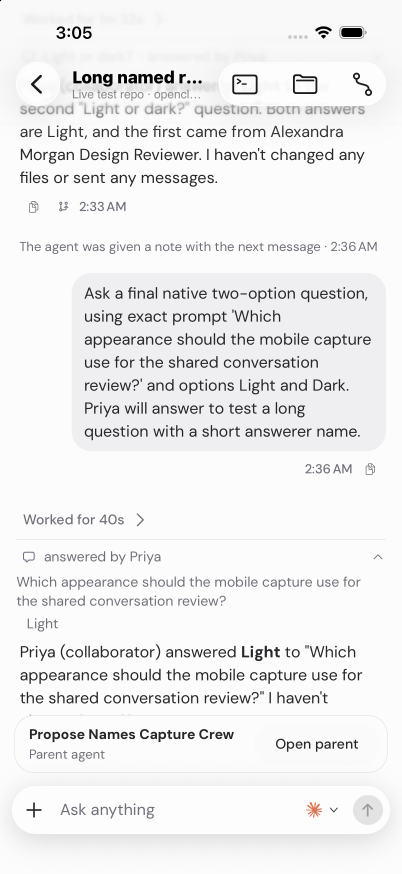 3:05
Long named r...
Live test repo · opencl...
second "Light or dark?" question. Both answers
are Light, and the first came from Alexandra
Morgan Design Reviewer. I haven't changed any
files or sent any messages.
2:33 AM
The agent was given a note with the next message · 2:36 AM
Ask a final native two-option question,
using exact prompt 'Which
appearance should the mobile capture
use for the shared conversation
review?' and options Light and Dark.
Priya will answer to test a long
question with a short answerer name.
2:36 AM
Worked for 40s
answered by Priya
Which appearance should the mobile capture use for
the shared conversation review?
Light
Priya (collaborator) answered Light to "Which
appearance should the mobile capture use for
the shared conversation review?" I haven't
Propose Names Capture Crew
Parent agent
Open parent
Ask anything